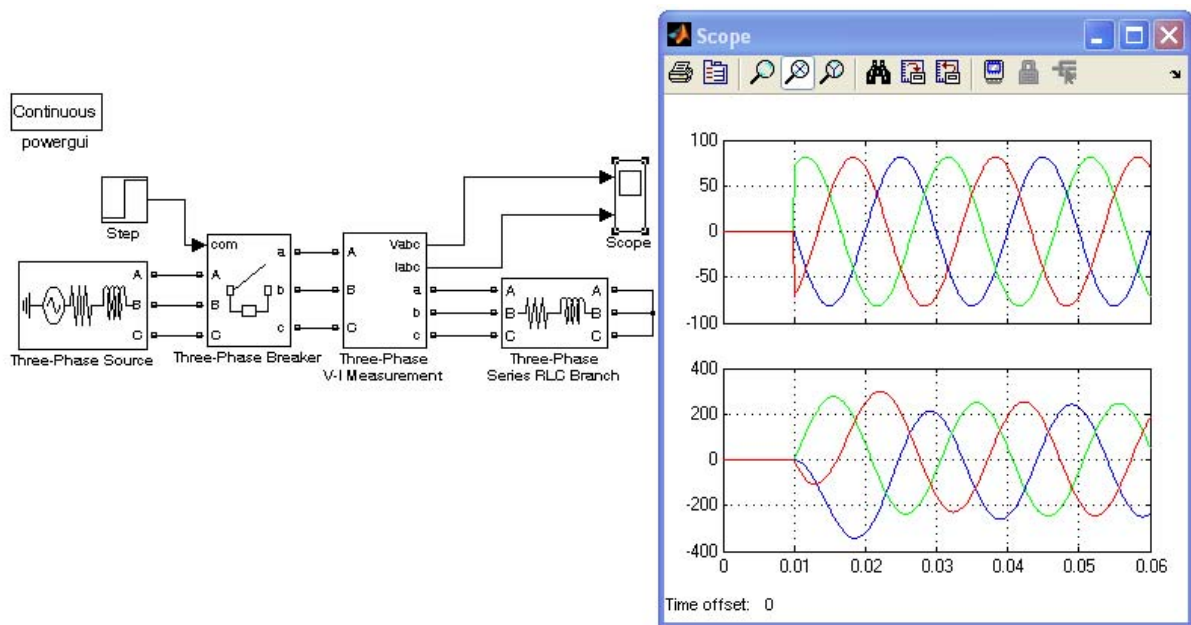 Continuous
powergui
Step
com
a
b
c
A
B
C
Three-Phase Source
A
B
C
Three-Phase Breaker
A
B
C
Vabc
Iabc
a
b
c
Three-Phase
V-I Measurement
A
B
C
A
B
C
Three-Phase
Series RLC Branch
Scope
Scope
100
50
0
-50
-100
400
200
0
-200
-400
0
0.01
0.02
0.03
0.04
0.05
0.06
Time offset: 0